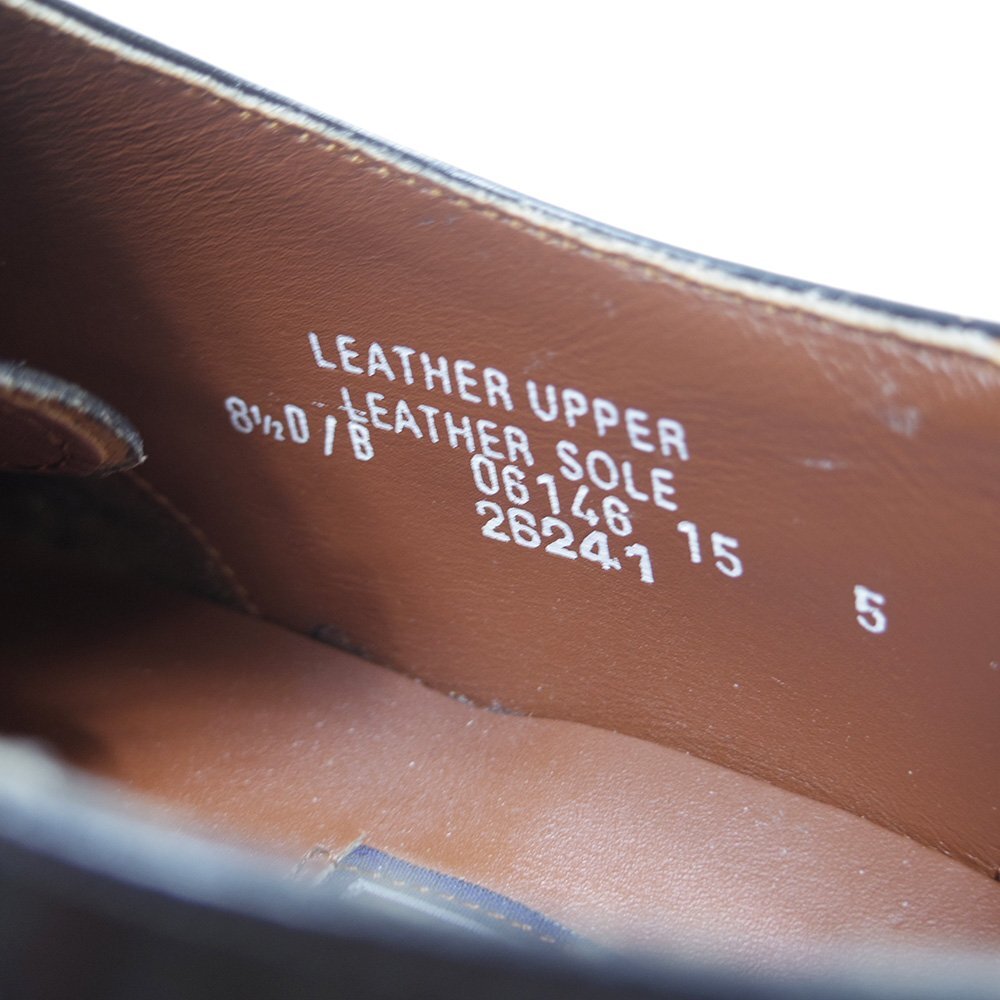 LEATHER UPPER
LEATHER SOLE
8½D / B 06146 15
26241 5